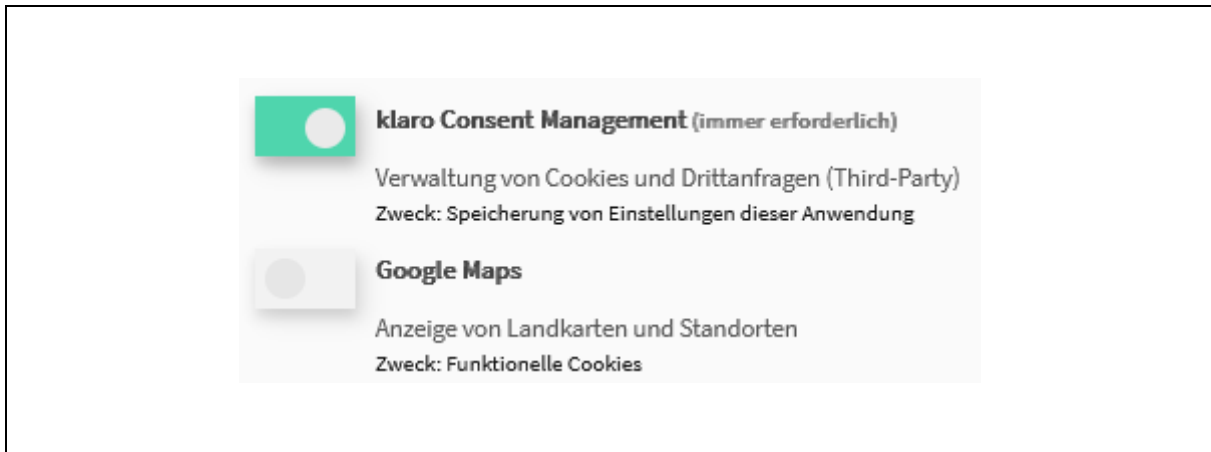 klaro Consent Management (immer erforderlich)
Verwaltung von Cookies und Drittanfragen (Third-Party)
Zweck: Speicherung von Einstellungen dieser Anwendung
Google Maps
Anzeige von Landkarten und Standorten
Zweck: Funktionelle Cookies